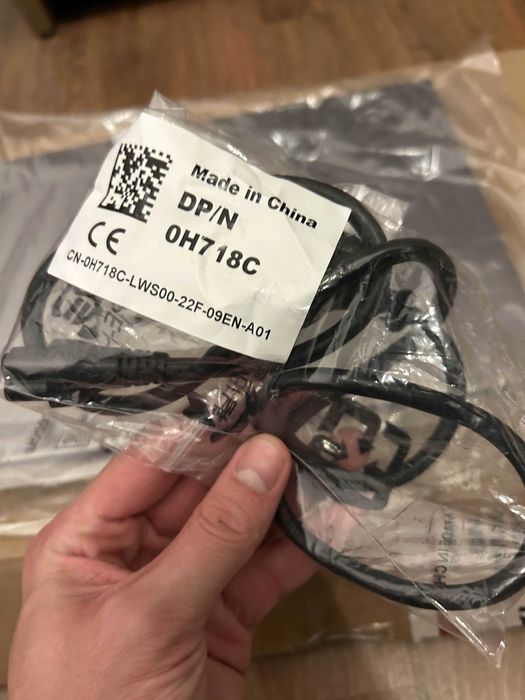 Made in China
DP/N
0H718C
CE
CN-0H718C-LWS00-22F-09EN-A01